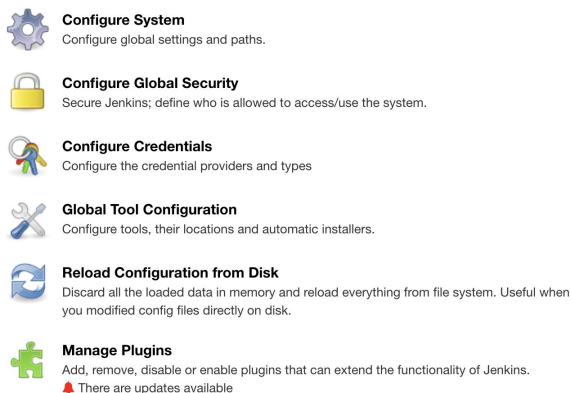 Configure System
Configure global settings and paths.
Configure Global Security
Secure Jenkins; define who is allowed to access/use the system.
Configure Credentials
Configure the credential providers and types
Global Tool Configuration
Configure tools, their locations and automatic installers.
Reload Configuration from Disk
Discard all the loaded data in memory and reload everything from file system. Useful when
you modified config files directly on disk.
Manage Plugins
Add, remove, disable or enable plugins that can extend the functionality of Jenkins.
There are updates available